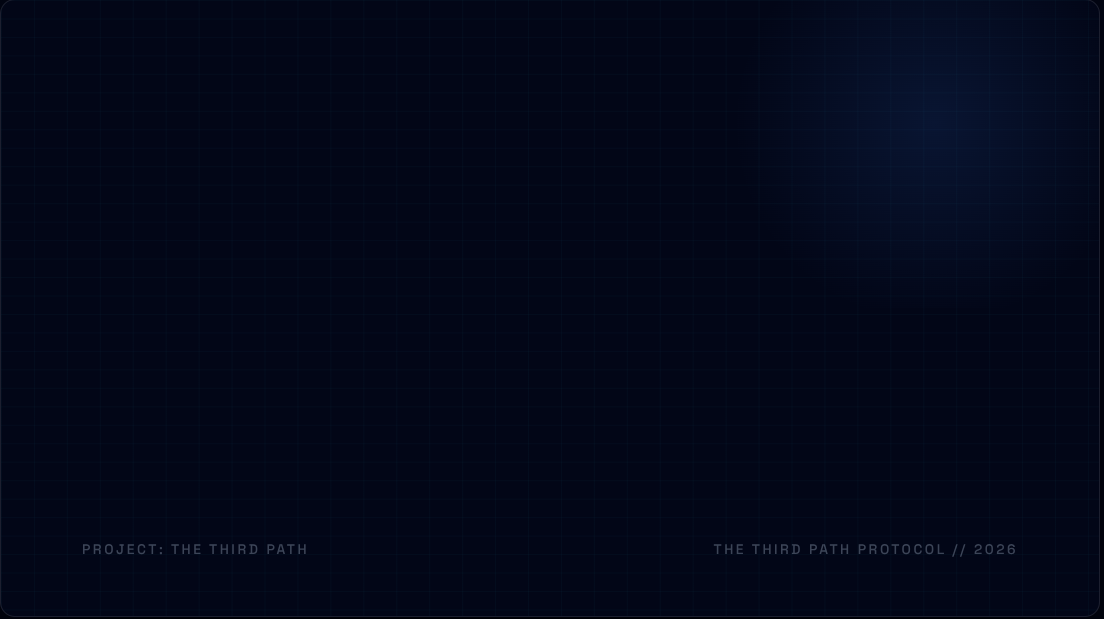 PROJECT: THE THIRD PATH
THE THIRD PATH PROTOCOL // 2026